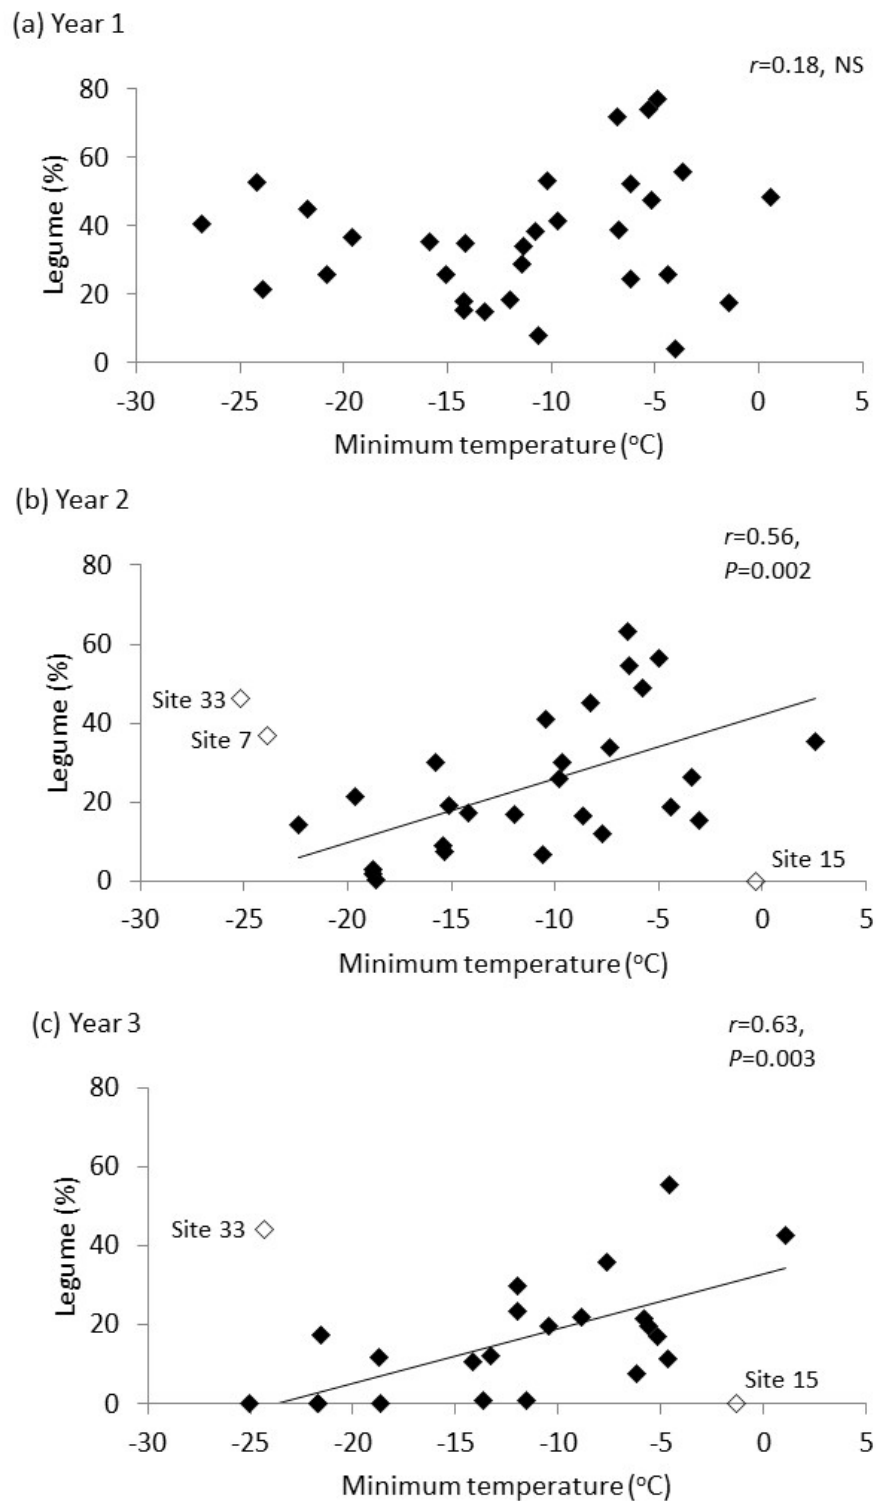 (a) Year 1
r=0.18, NS
80
60
40
20
0
Legume (%)
-30 -25 -20 -15 -10 -5 0 5
Minimum temperature (°C)
(b) Year 2
r=0.56,
P=0.002
80
60
40
20
0
Legume (%)
Site 33
Site 7
Site 15
-30 -25 -20 -15 -10 -5 0 5
Minimum temperature (°C)
(c) Year 3
r=0.63,
P=0.003
80
60
40
20
0
Legume (%)
Site 33
Site 15
-30 -25 -20 -15 -10 -5 0 5
Minimum temperature (°C)